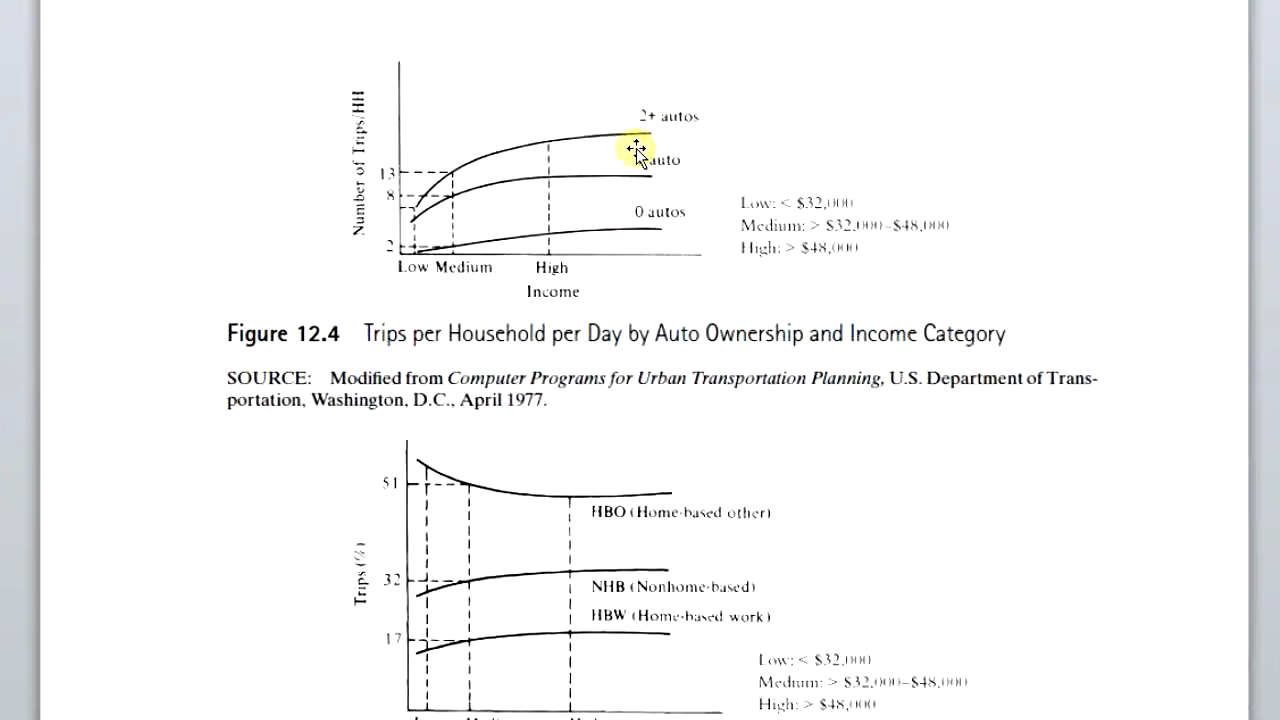 Number of Trips/HH
2+ autos
auto
13
8
0 autos
2
Low Medium High
Income
Low: < $32,000
Medium: > $32,000–$48,000
High: > $48,000
Figure 12.4 Trips per Household per Day by Auto Ownership and Income Category
SOURCE: Modified from Computer Programs for Urban Transportation Planning, U.S. Department of Trans-
portation, Washington, D.C., April 1977.
Trips (%)
51
HBO (Home-based other)
32
NHB (Nonhome-based)
HBW (Home-based work)
17
Low: < $32,000
Medium: > $32,000–$48,000
High: > $48,000